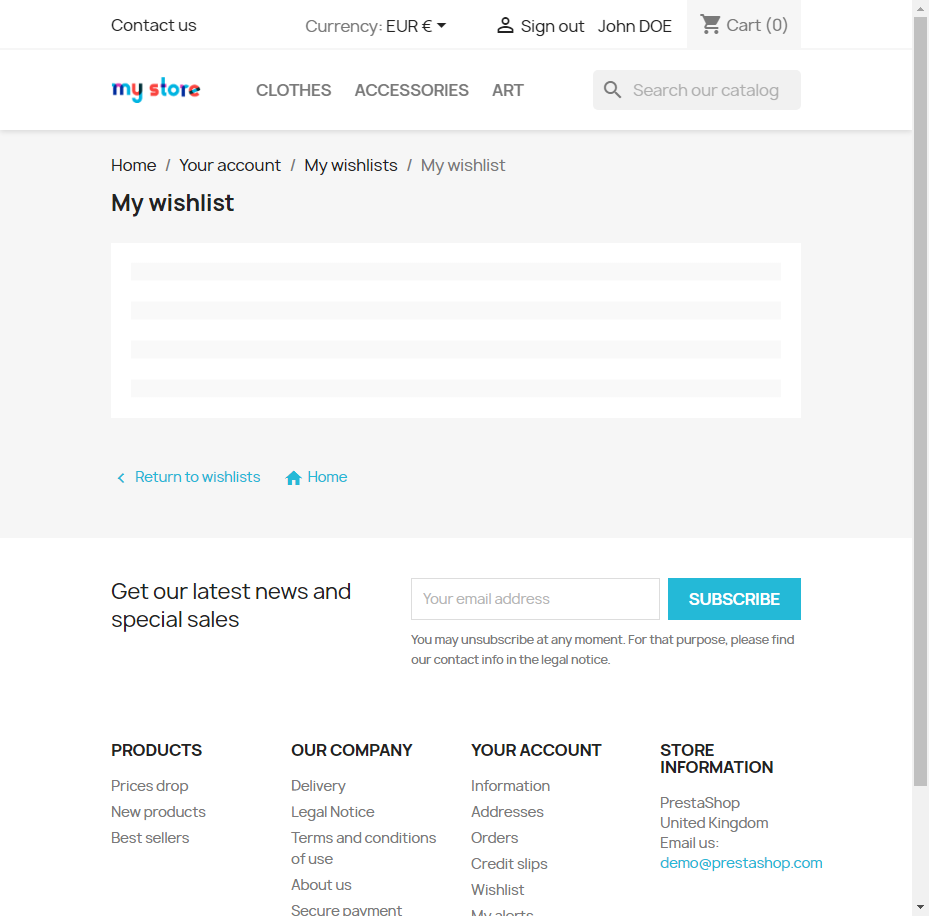 Contact us
Currency: EUR €
Sign out
John DOE
Cart (0)
my store
CLOTHES
ACCESSORIES
ART
Search our catalog
Home / Your account / My wishlists / My wishlist
My wishlist
Return to wishlists
Home
Get our latest news and
special sales
Your email address
SUBSCRIBE
You may unsubscribe at any moment. For that purpose, please find
our contact info in the legal notice.
PRODUCTS
Prices drop
New products
Best sellers
OUR COMPANY
Delivery
Legal Notice
Terms and conditions
of use
About us
Secure payment
YOUR ACCOUNT
Information
Addresses
Orders
Credit slips
Wishlist
My alerts
STORE
INFORMATION
PrestaShop
United Kingdom
Email us:
demo@prestashop.com